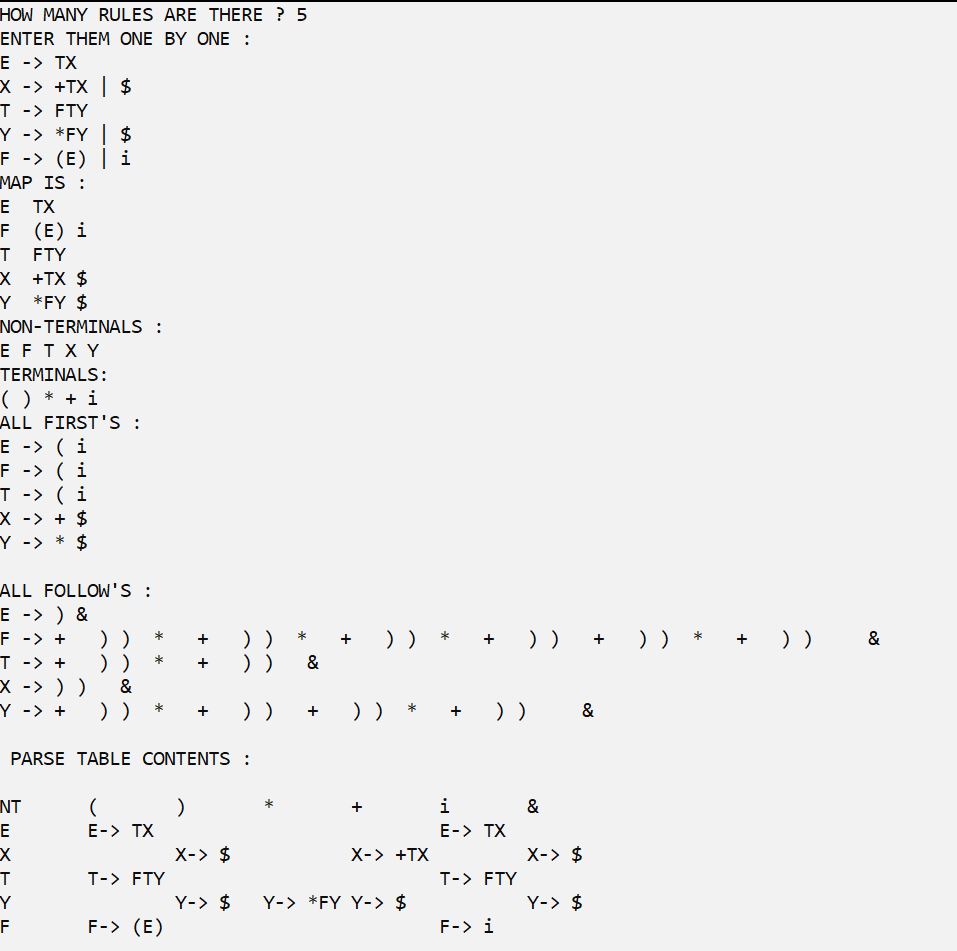 HOW MANY RULES ARE THERE ? 5
ENTER THEM ONE BY ONE :
E -> TX
X -> +TX | $
T -> FTY
Y -> *FY | $
F -> (E) | i
MAP IS :
E  TX
F  (E) i
T  FTY
X  +TX $
Y  *FY $
NON-TERMINALS :
E F T X Y
TERMINALS:
( ) * + i
ALL FIRST'S :
E -> ( i
F -> ( i
T -> ( i
X -> + $
Y -> * $

ALL FOLLOW'S :
E -> ) &
F -> +   ) )  *   +   ) )  *   +   ) )  *   +   ) )   +   ) )  *   +   ) )     &
T -> +   ) )  *   +   ) )   &
X -> ) )   &
Y -> +   ) )  *   +   ) )   +   ) )  *   +   ) )     &

 PARSE TABLE CONTENTS :

NT      (       )       *       +       i       &
E       E-> TX                          E-> TX
X               X-> $           X-> +TX         X-> $
T       T-> FTY                         T-> FTY
Y               Y-> $   Y-> *FY Y-> $           Y-> $
F       F-> (E)                         F-> i